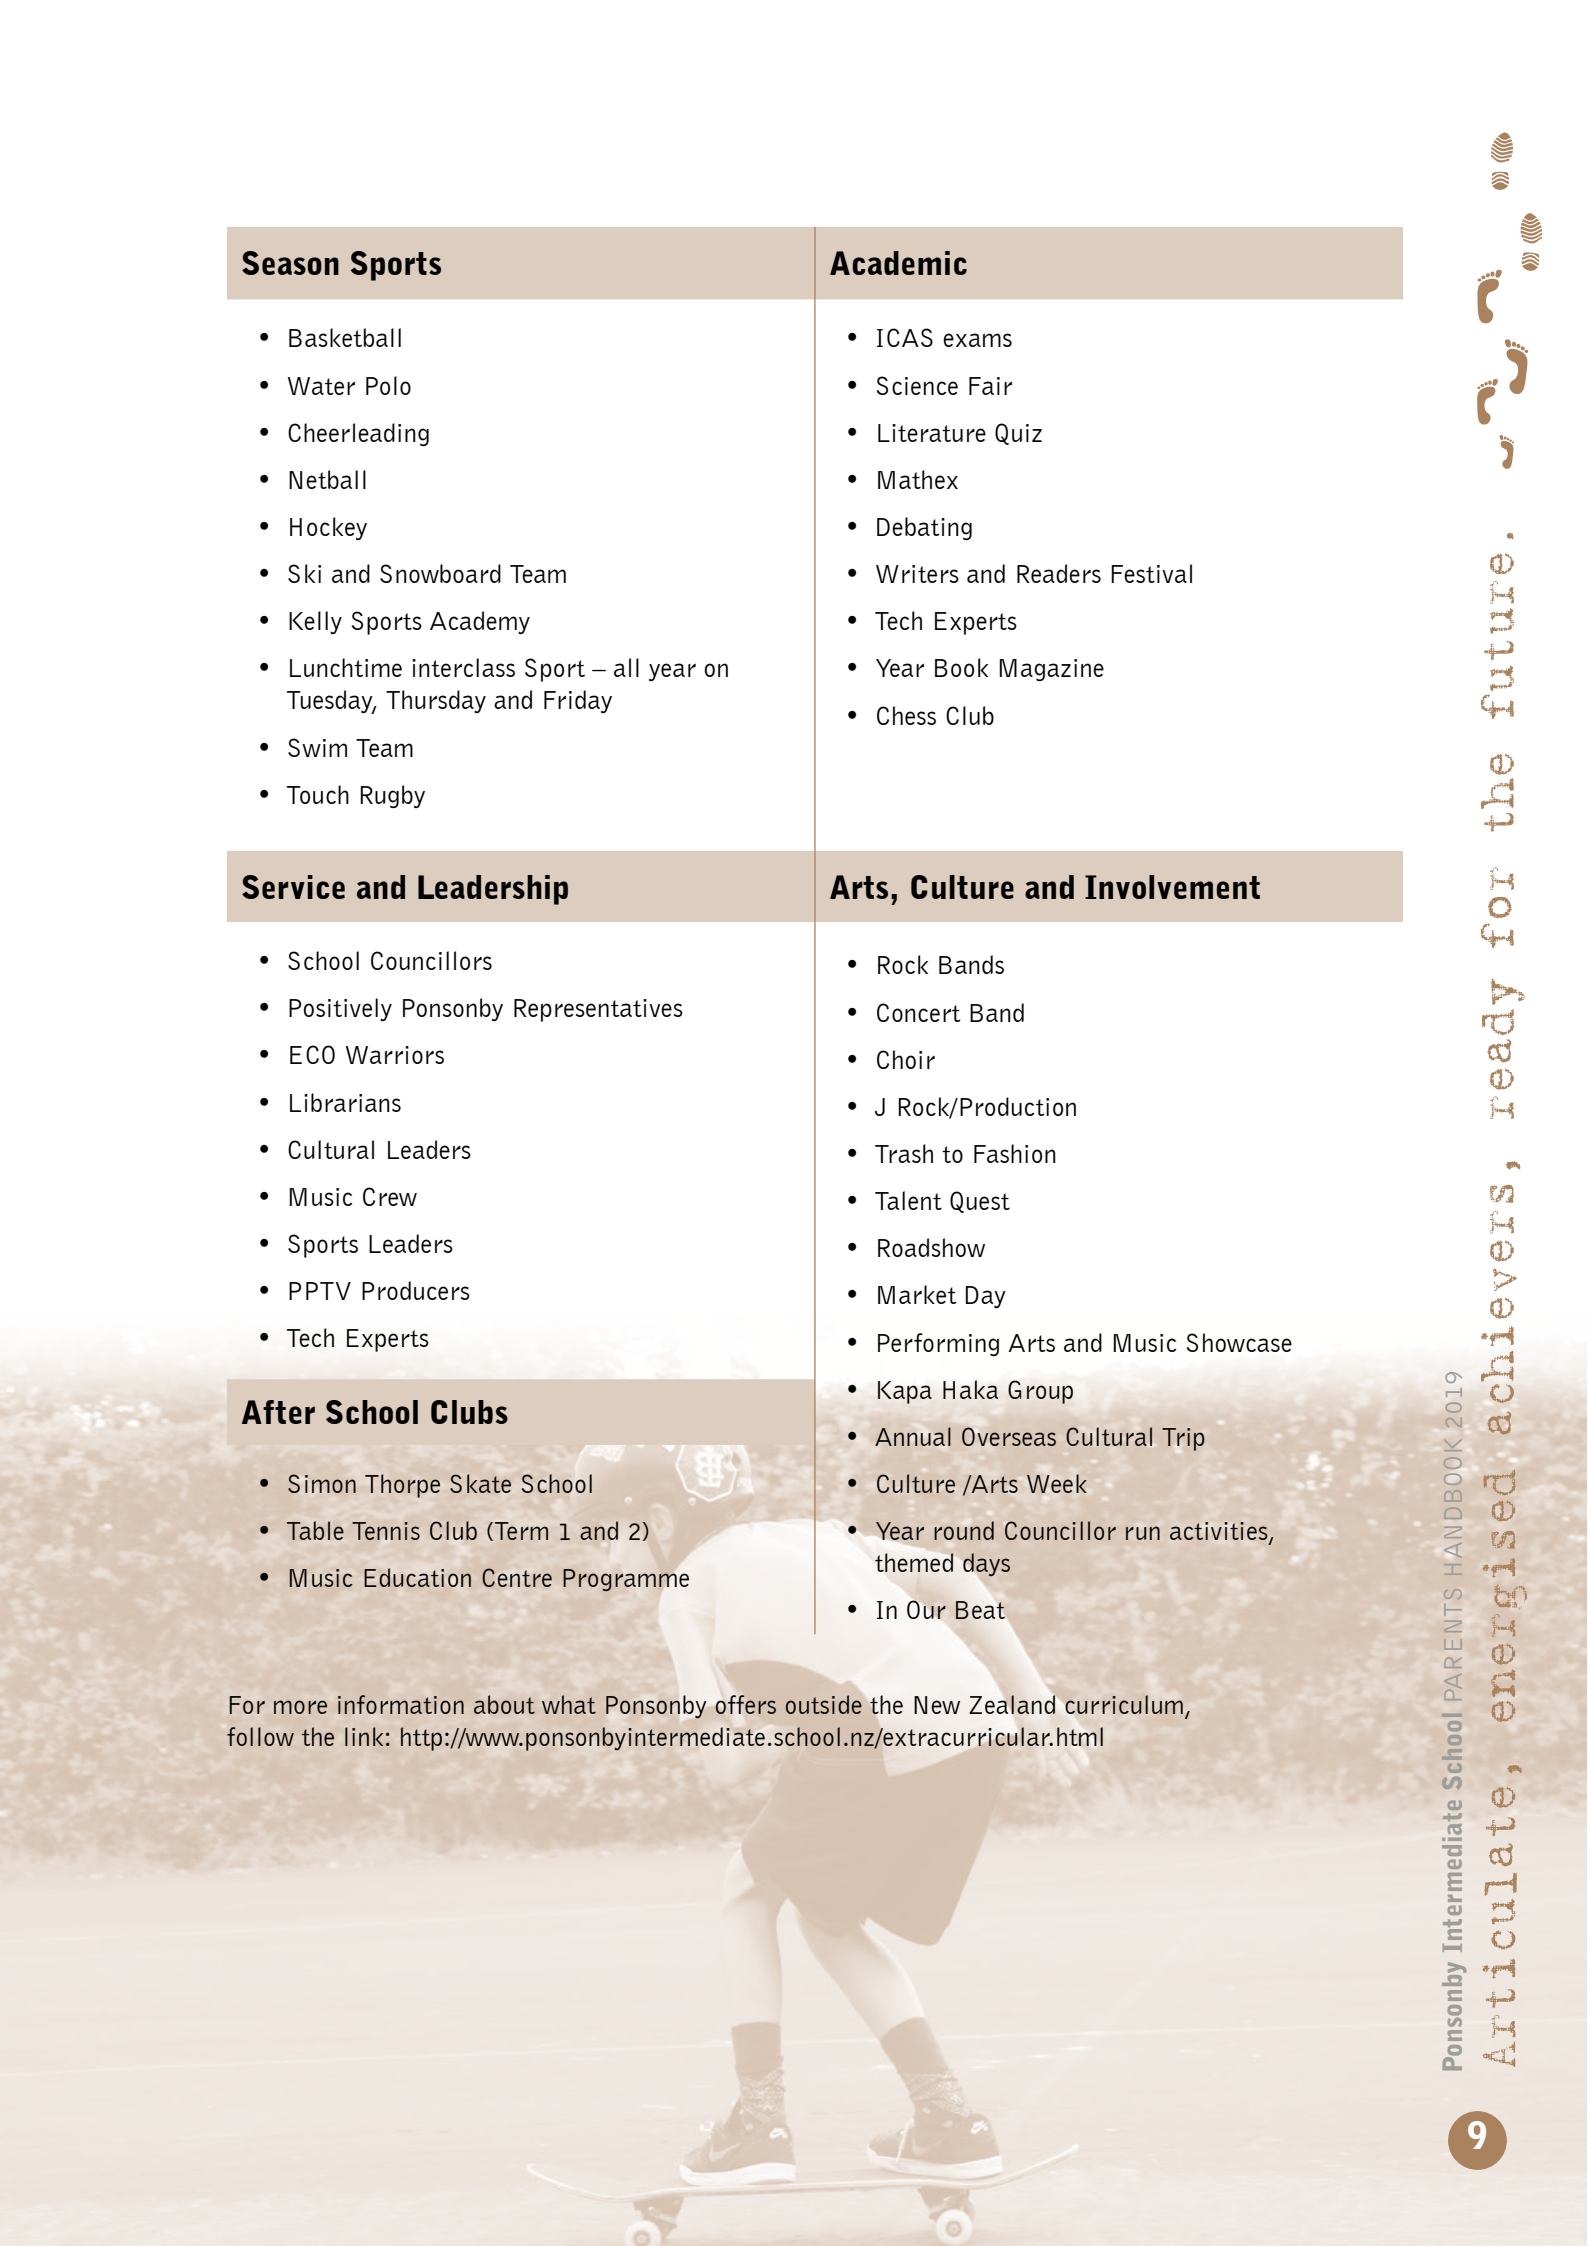 Season Sports
• Basketball
• Water Polo
• Cheerleading
• Netball
• Hockey
• Ski and Snowboard Team
• Kelly Sports Academy
• Lunchtime interclass Sport – all year on
Tuesday, Thursday and Friday
• Swim Team
• Touch Rugby
Academic
• ICAS exams
• Science Fair
• Literature Quiz
• Mathex
• Debating
• Writers and Readers Festival
• Tech Experts
• Year Book Magazine
• Chess Club
Service and Leadership
• School Councillors
• Positively Ponsonby Representatives
• ECO Warriors
• Librarians
• Cultural Leaders
• Music Crew
• Sports Leaders
• PPTV Producers
• Tech Experts
After School Clubs
• Simon Thorpe Skate School
• Table Tennis Club (Term 1 and 2)
• Music Education Centre Programme
Arts, Culture and Involvement
• Rock Bands
• Concert Band
• Choir
• J Rock/Production
• Trash to Fashion
• Talent Quest
• Roadshow
• Market Day
• Performing Arts and Music Showcase
• Kapa Haka Group
• Annual Overseas Cultural Trip
• Culture /Arts Week
• Year round Councillor run activities,
themed days
• In Our Beat
For more information about what Ponsonby offers outside the New Zealand curriculum,
follow the link: http://www.ponsonbyintermediate.school.nz/extracurricular.html
Ponsonby Intermediate School PARENTS HANDBOOK 2019
Articulate, energised achievers, ready for the future.
9